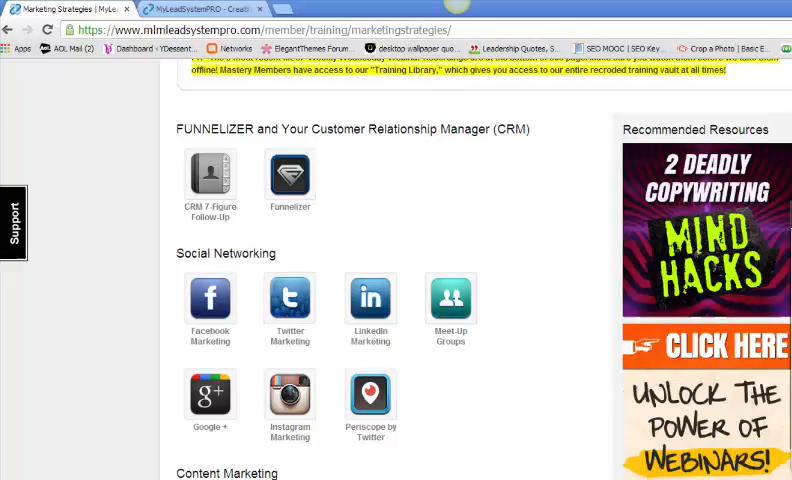 Marketing Strategies | MyLe
MyLeadSystemPRO - Creati
https://www.mlmleadsystempro.com/member/training/marketingstrategies/
Apps
AOL Mail (2)
Dashboard ‹ YDessent...
Networks
ElegantThemes Forum...
desktop wallpaper quo...
Leadership Quotes, S...
SEO MOOC | SEO Key...
Crop a Photo | Basic E...
offline! Mastery Members have access to our "Training Library," which gives you access to our entire recroded training vault at all times!
FUNNELIZER and Your Customer Relationship Manager (CRM)
CRM 7-Figure
Follow-Up
Funnelizer
Support
Social Networking
Facebook
Marketing
Twitter
Marketing
in
LinkedIn
Marketing
Meet-Up
Groups
g+
Google +
Instagram
Marketing
Periscope by
Twitter
Content Marketing
Recommended Resources
2 DEADLY
COPYWRITING
MIND
HACKS
CLICK HERE
UNLOCK THE
POWER OF
WEBINARS!